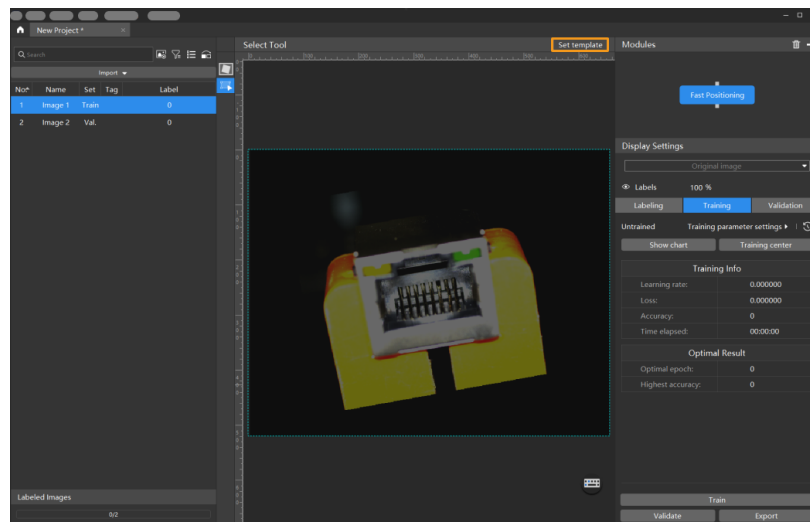 New Project *
Search
Import
No.
Name
Set
Tag
Label
1
Image 1
Train
0
2
Image 2
Val.
0
Labeled Images
0/2
Select Tool
Set template
Modules
Fast Positioning
Display Settings
Original image
Labels
100 %
Labeling
Training
Validation
Untrained
Training parameter settings
Show chart
Training center
Training Info
Learning rate:
0.000000
Loss:
0.000000
Accuracy:
0
Time elapsed:
00:00:00
Optimal Result
Optimal epoch:
0
Highest accuracy:
0
Train
Validate
Export